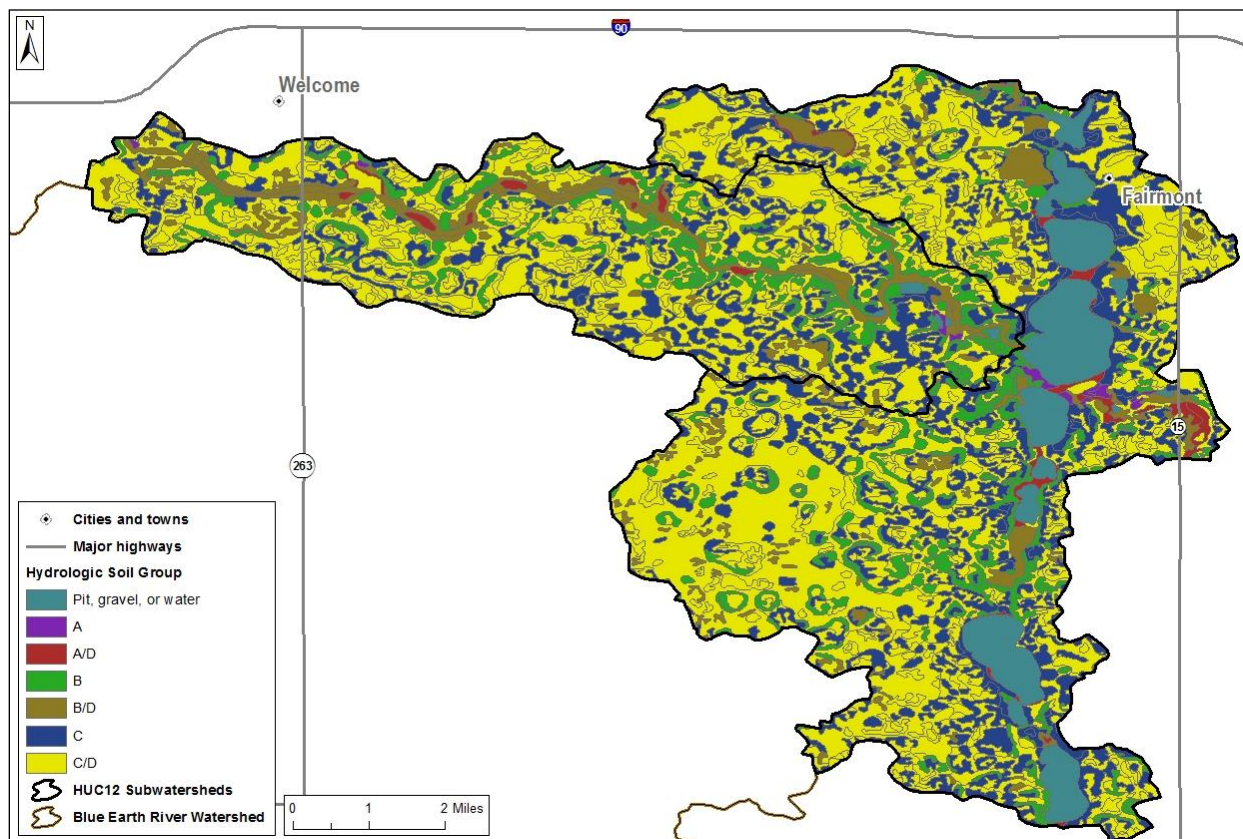 N
90
Welcome
Fairmont
15
263
Cities and towns
Major highways
Hydrologic Soil Group
Pit, gravel, or water
A
A/D
B
B/D
C
C/D
HUC12 Subwatersheds
Blue Earth River Watershed
0 1 2 Miles